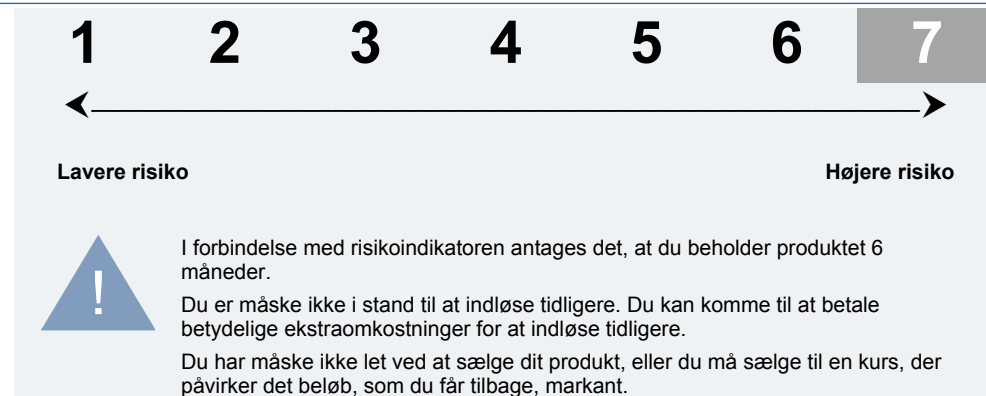 1 2 3 4 5 6 7
Lavere risiko Højere risiko
! I forbindelse med risikoindikatoren antages det, at du beholder produktet 6
måneder.
Du er måske ikke i stand til at indløse tidligere. Du kan komme til at betale
betydelige ekstraomkostninger for at indløse tidligere.
Du har måske ikke let ved at sælge dit produkt, eller du må sælge til en kurs, der
påvirker det beløb, som du får tilbage, markant.